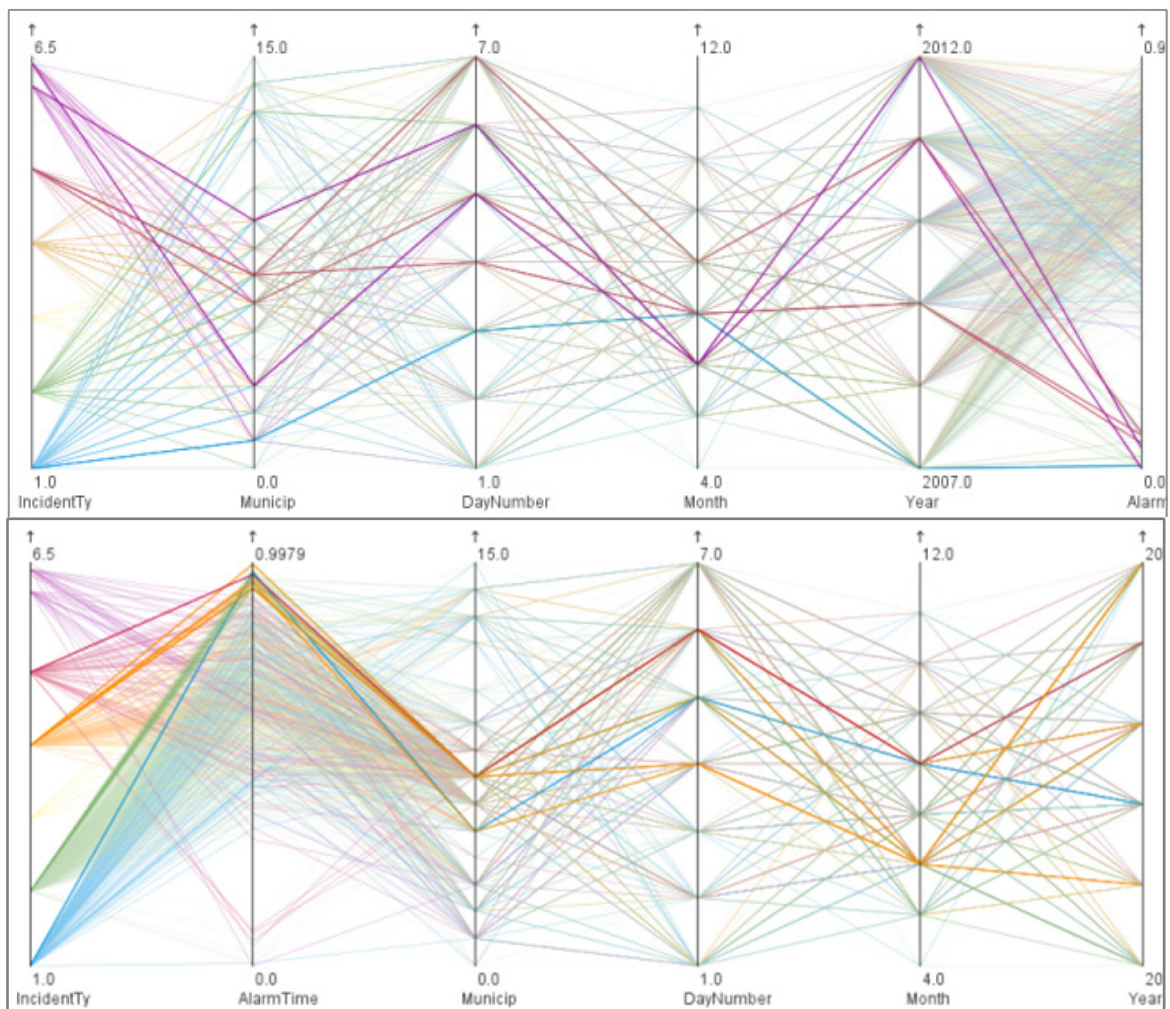 ↑ ↑ ↑ ↑ ↑ ↑
6.5 15.0 7.0 12.0 2012.0 0.9
1.0 0.0 1.0 4.0 2007.0 0.0
IncidentTy Municip DayNumber Month Year Alarm
↑ ↑ ↑ ↑ ↑ ↑
6.5 0.9979 15.0 7.0 12.0 20
1.0 0.0 0.0 1.0 4.0 20
IncidentTy AlarmTime Municip DayNumber Month Year